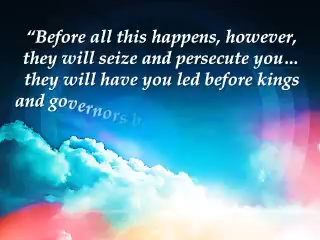 “Before all this happens, however,
they will seize and persecute you...
they will have you led before kings
and governors